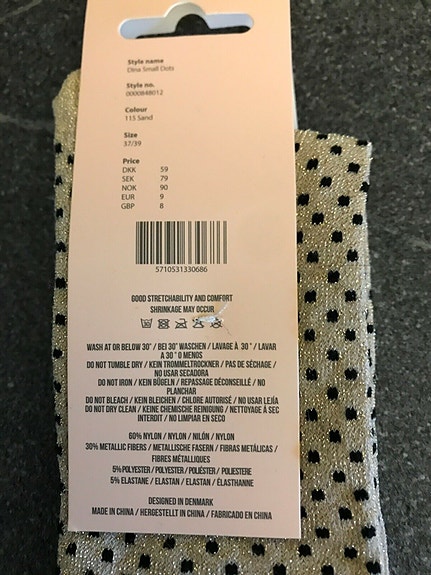 Style name
Dina Small Dots
Style no.
0000848012
Colour
115 Sand
Size
37/39
Price
DKK 59
SEK 79
NOK 90
EUR 9
GBP 8
5710531330686
GOOD STRETCHABILITY AND COMFORT
SHRINKAGE MAY OCCUR
WASH AT OR BELOW 30° / BEI 30° WASCHEN / LAVAGE À 30° / LAVAR
A 30° O MENOS
DO NOT TUMBLE DRY / KEIN TROMMELTROCKNER / PAS DE SÈCHAGE /
NO USAR SECADORA
DO NOT IRON / KEIN BÜGELN / REPASSAGE DÉCONSEILLÉ / NO
PLANCHAR
DO NOT BLEACH / KEIN BLEICHEN / CHLORE AUTORISÉ / NO USAR LEJÍA
DO NOT DRY CLEAN / KEINE CHEMISCHE REINIGUNG / NETTOYAGE À SEC
INTERDIT / NO LIMPIAR EN SECO
60% NYLON / NYLON / NILÓN / NYLON
30% METALLIC FIBERS / METALLISCHE FASERN / FIBRAS METÁLICAS /
FIBRES MÉTALLIQUES
5% POLYESTER / POLYESTER / POLIÉSTER / POLIESTERE
5% ELASTANE / ELASTAN / ELASTAN / ÉLASTHANNE
DESIGNED IN DENMARK
MADE IN CHINA / HERGESTELLT IN CHINA / FABRICADO EN CHINA